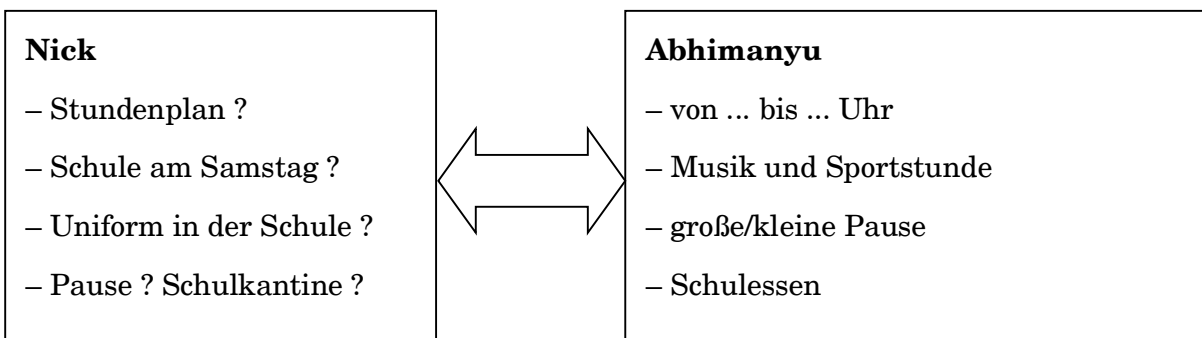 Nick
– Stundenplan ?
– Schule am Samstag ?
– Uniform in der Schule ?
– Pause ? Schulkantine ?
Abhimanyu
– von ... bis ... Uhr
– Musik und Sportstunde
– große/kleine Pause
– Schulessen